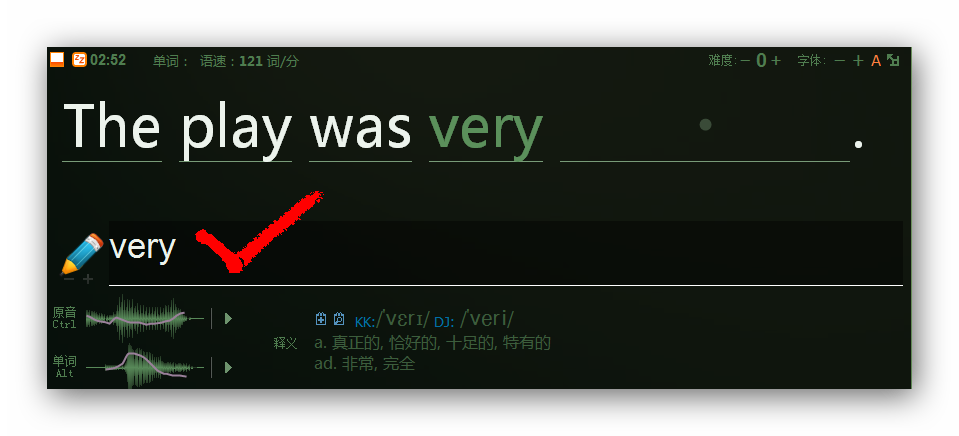 02:52 单词： 语速：121 词/分 难度:－ 0 ＋ 字体: － ＋ A
The play was very .
very
－ ＋
原音
Ctrl
KK:/ˈvɛrɪ/ DJ: /ˈveri/
释义
a. 真正的, 恰好的, 十足的, 特有的
ad. 非常, 完全
单词
Alt